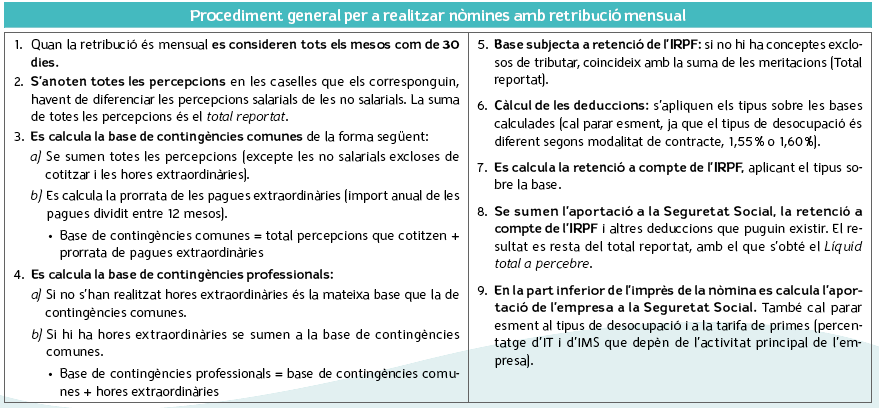 Procediment general per a realitzar nòmines amb retribució mensual
1. Quan la retribució és mensual es consideren tots els mesos com de 30
dies.
2. S'anoten totes les percepcions en les caselles que els corresponguin,
havent de diferenciar les percepcions salarials de les no salarials. La suma
de totes les percepcions és el total reportat.
3. Es calcula la base de contingències comunes de la forma següent:
a) Se sumen totes les percepcions (excepte les no salarials excloses de
cotitzar i les hores extraordinàries).
b) Es calcula la prorrata de les pagues extraordinàries (import anual de les
pagues dividit entre 12 mesos).
• Base de contingències comunes = total percepcions que cotitzen +
prorrata de pagues extraordinàries
4. Es calcula la base de contingències professionals:
a) Si no s'han realitzat hores extraordinàries és la mateixa base que la de
contingències comunes.
b) Si hi ha hores extraordinàries se sumen a la base de contingències
comunes.
• Base de contingències professionals = base de contingències comu-
nes + hores extraordinàries
5. Base subjecta a retenció de l'IRPF: si no hi ha conceptes exclo-
sos de tributar, coincideix amb la suma de les meritacions (Total
reportat).
6. Càlcul de les deduccions: s'apliquen els tipus sobre les bases
calculades (cal parar esment, ja que el tipus de desocupació és
diferent segons modalitat de contracte, 1,55 % o 1,60 %).
7. Es calcula la retenció a compte de l'IRPF, aplicant el tipus so-
bre la base.
8. Se sumen l'aportació a la Seguretat Social, la retenció a
compte de l'IRPF i altres deduccions que puguin existir. El re-
sultat es resta del total reportat, amb el que s'obté el Líquid
total a percebre.
9. En la part inferior de l'imprès de la nòmina es calcula l'apor-
tació de l'empresa a la Seguretat Social. També cal parar
esment al tipus de desocupació i a la tarifa de primes (percen-
tatge d'IT i d'IMS que depèn de l'activitat principal de l'em-
presa).